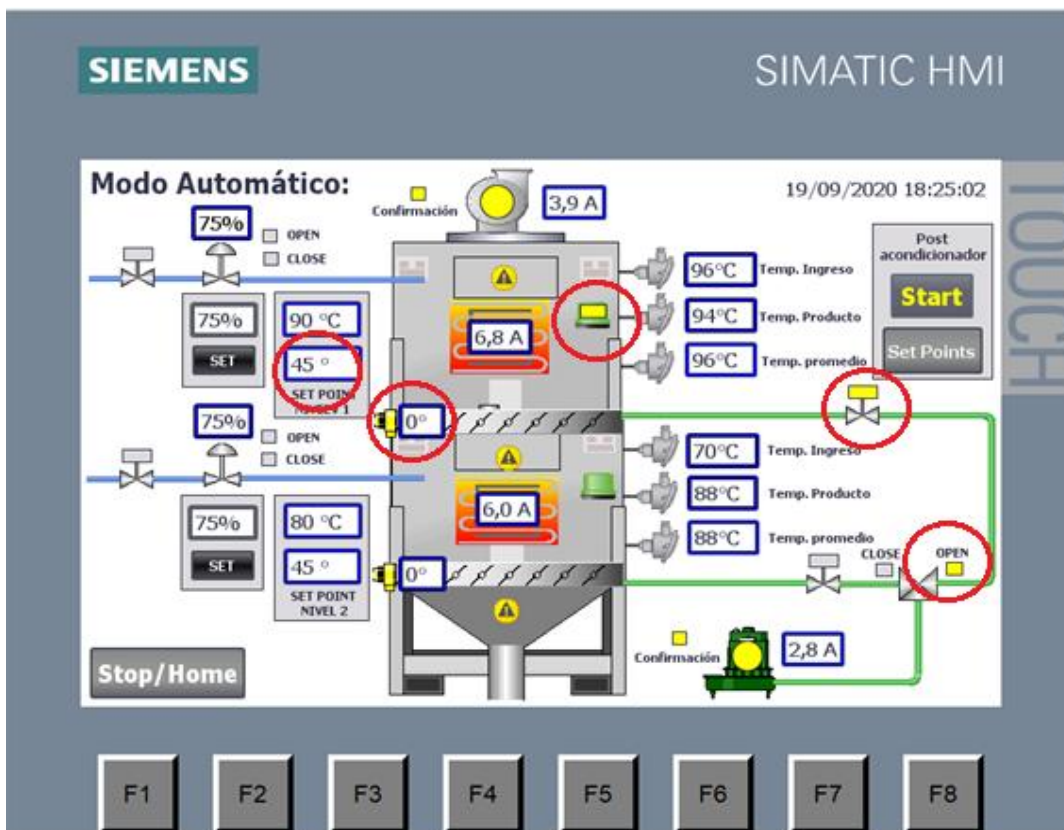 SIEMENS
SIMATIC HMI
TOUCH
Modo Automático:
19/09/2020 18:25:02
Confirmación
3,9 A
75%
OPEN
CLOSE
75%
SET
90 °C
45 °
SET POINT
NIVEL 1
6,8 A
96°C Temp. Ingreso
94°C Temp. Producto
96°C Temp. promedio
Post
acondicionador
Start
Set Points
0°
75%
OPEN
CLOSE
75%
SET
80 °C
45 °
SET POINT
NIVEL 2
6,0 A
70°C Temp. Ingreso
88°C Temp. Producto
88°C Temp. promedio
0°
CLOSE
OPEN
Confirmación
2,8 A
Stop/Home
F1 F2 F3 F4 F5 F6 F7 F8